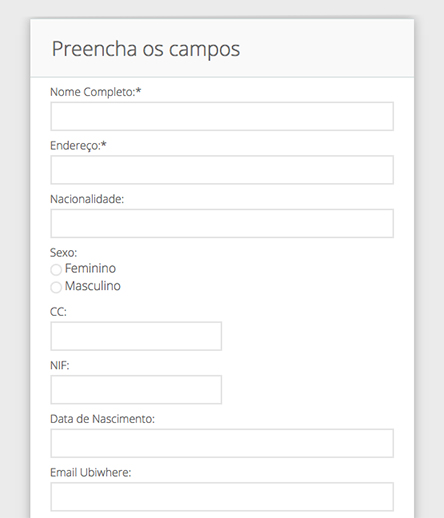 Preencha os campos
Nome Completo:*
Endereço:*
Nacionalidade:
Sexo:
Feminino
Masculino
CC:
NIF:
Data de Nascimento:
Email Ubiwhere: